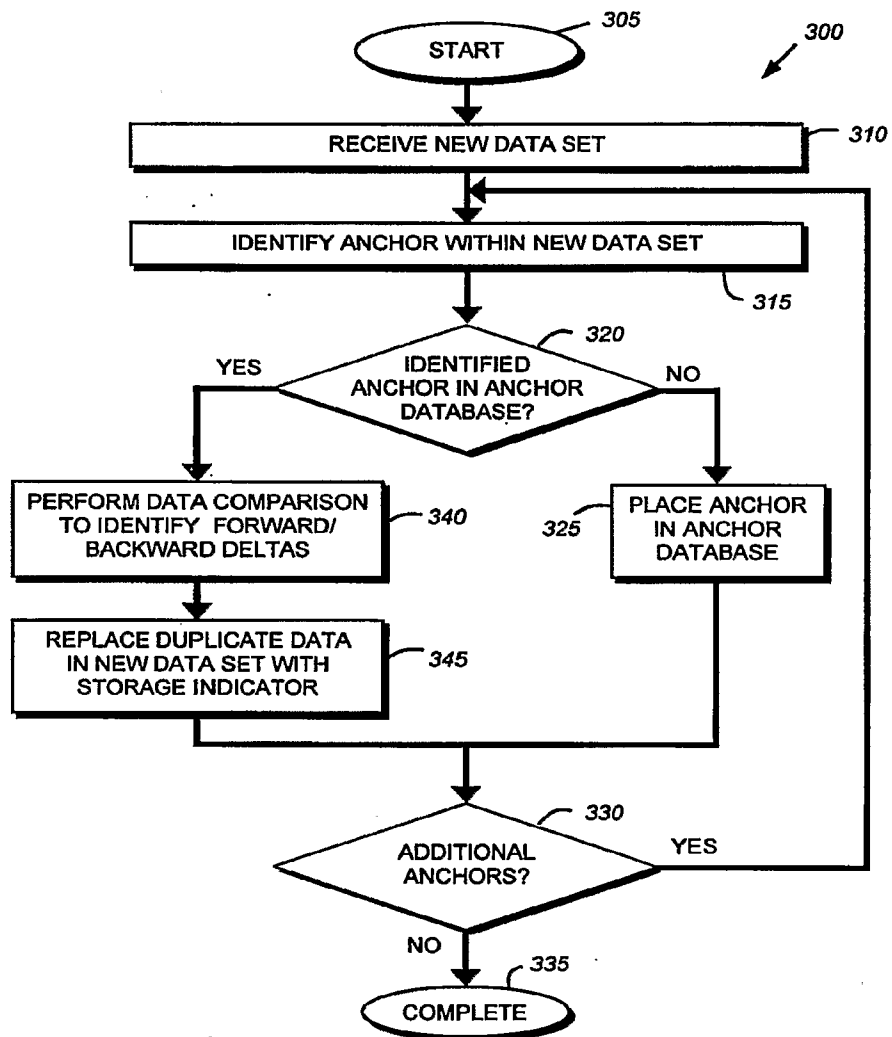 START
305
300
RECEIVE NEW DATA SET
310
IDENTIFY ANCHOR WITHIN NEW DATA SET
315
320
YES
IDENTIFIED
ANCHOR IN ANCHOR
DATABASE?
NO
PERFORM DATA COMPARISON
TO IDENTIFY FORWARD/
BACKWARD DELTAS
340
325
PLACE ANCHOR
IN ANCHOR
DATABASE
REPLACE DUPLICATE DATA
IN NEW DATA SET WITH
STORAGE INDICATOR
345
330
ADDITIONAL
ANCHORS?
YES
NO
335
COMPLETE